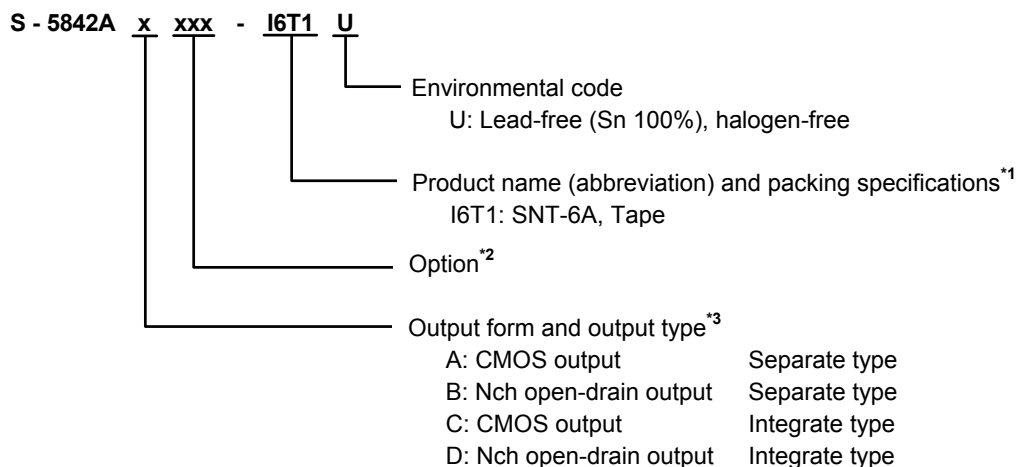 S - 5842A x xxx - I6T1 U
Environmental code
U: Lead-free (Sn 100%), halogen-free
Product name (abbreviation) and packing specifications*1
I6T1: SNT-6A, Tape
Option*2
Output form and output type*3
A: CMOS output Separate type
B: Nch open-drain output Separate type
C: CMOS output Integrate type
D: Nch open-drain output Integrate type